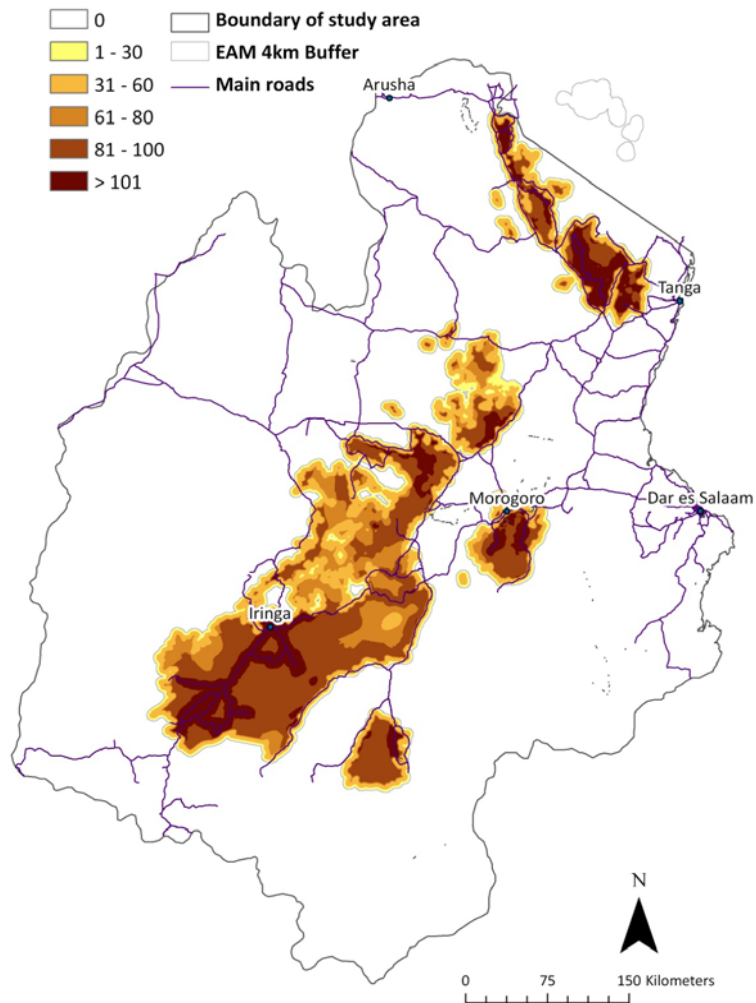 0
1 - 30
31 - 60
61 - 80
81 - 100
> 101
Boundary of study area
EAM 4km Buffer
Main roads
Arusha
Tanga
Morogoro
Dar es Salaam
Iringa
N
0 75 150 Kilometers